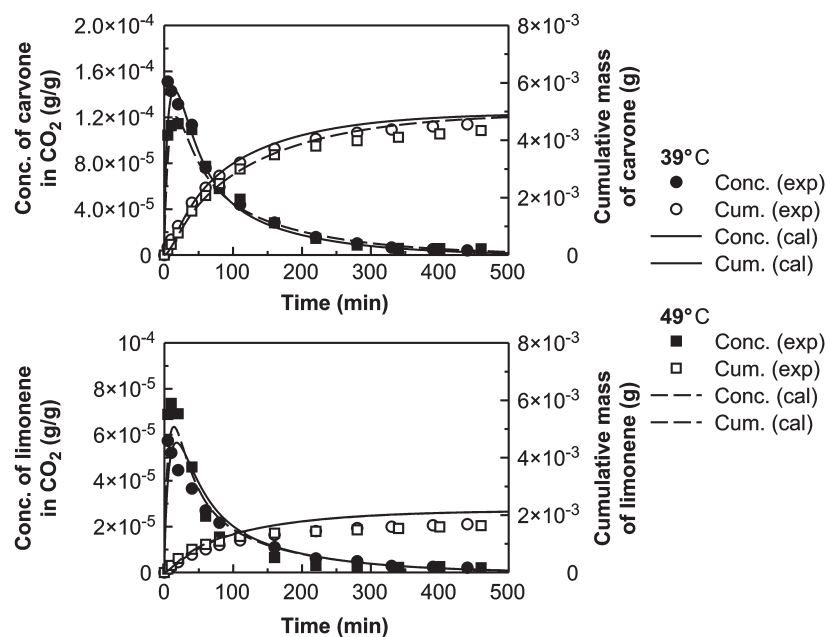 Conc. of carvone
in CO₂ (g/g)
2.0×10⁻⁴
1.6×10⁻⁴
1.2×10⁻⁴
8.0×10⁻⁵
4.0×10⁻⁵
0
8×10⁻³
6×10⁻³
4×10⁻³
2×10⁻³
0
Cumulative mass
of carvone (g)
0 100 200 300 400 500
Time (min)
39°C
Conc. (exp)
Cum. (exp)
Conc. (cal)
Cum. (cal)
49°C
Conc. (exp)
Cum. (exp)
Conc. (cal)
Cum. (cal)
Conc. of limonene
in CO₂ (g/g)
10⁻⁴
8×10⁻⁵
6×10⁻⁵
4×10⁻⁵
2×10⁻⁵
0
8×10⁻³
6×10⁻³
4×10⁻³
2×10⁻³
0
Cumulative mass
of limonene (g)
0 100 200 300 400 500
Time (min)